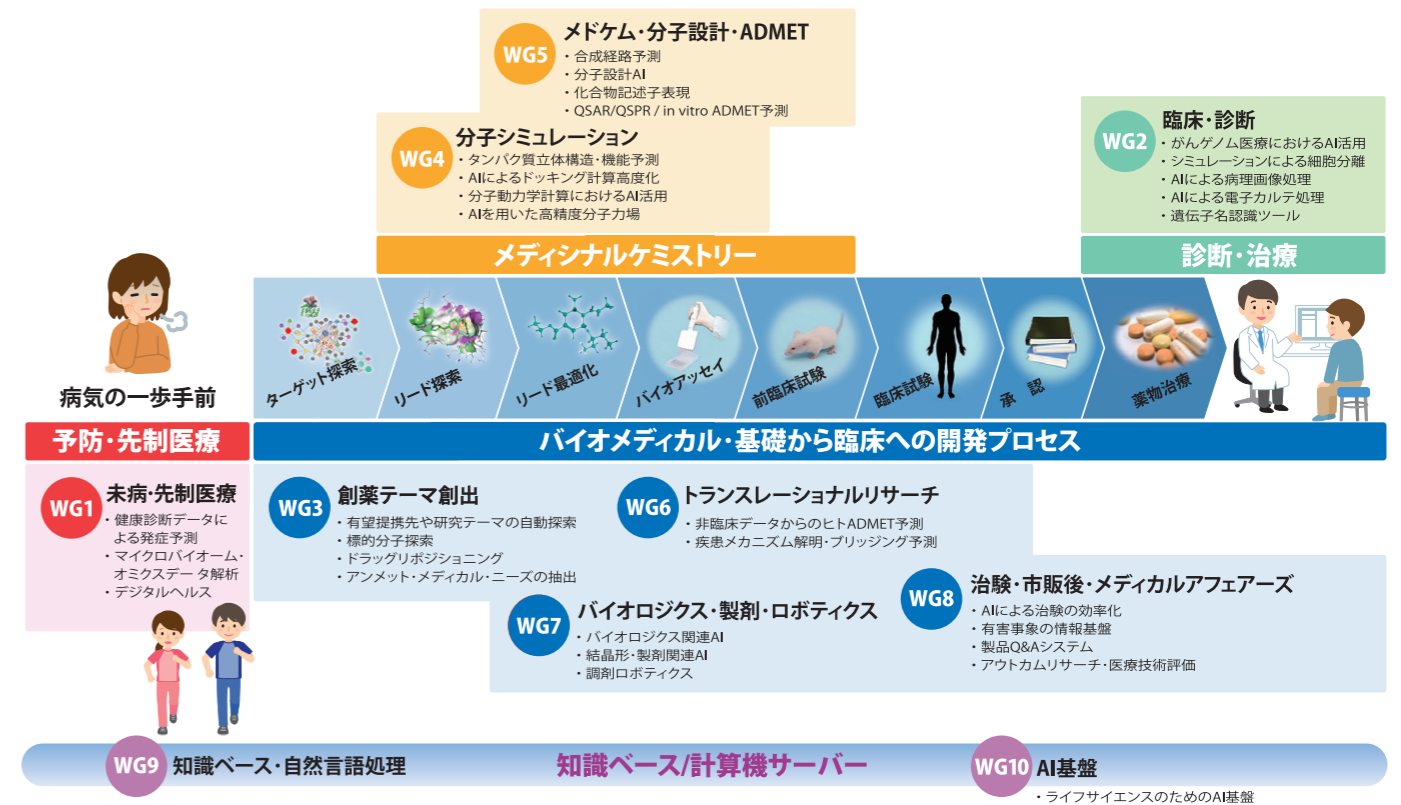 WG5
メドケム・分子設計・ADMET
・合成経路予測
・分子設計AI
・化合物記述子表現
・QSAR/QSPR / in vitro ADMET予測
WG4
分子シミュレーション
・タンパク質立体構造・機能予測
・AIによるドッキング計算高度化
・分子動力学計算におけるAI活用
・AIを用いた高精度分子力場
WG2
臨床・診断
・がんゲノム医療におけるAI活用
・シミュレーションによる細胞分離
・AIによる病理画像処理
・AIによる電子カルテ処理
・遺伝子名認識ツール
メディシナルケミストリー
診断・治療
病気の一歩手前
ターゲット探索
リード探索
リード最適化
バイオアッセイ
前臨床試験
臨床試験
承認
薬物治療
予防・先制医療
バイオメディカル・基礎から臨床への開発プロセス
WG1
未病・先制医療
・健康診断データに
よる発症予測
・マイクロバイオーム・
オミクスデータ解析
・デジタルヘルス
WG3
創薬テーマ創出
・有望提携先や研究テーマの自動探索
・標的分子探索
・ドラッグリポジショニング
・アンメット・メディカル・ニーズの抽出
WG6
トランスレーショナルリサーチ
・非臨床データからのヒトADMET予測
・疾患メカニズム解明・ブリッジング予測
WG7
バイオロジクス・製剤・ロボティクス
・バイオロジクス関連AI
・結晶形・製剤関連AI
・調剤ロボティクス
WG8
治験・市販後・メディカルアフェアーズ
・AIによる治験の効率化
・有害事象の情報基盤
・製品Q&Aシステム
・アウトカムリサーチ・医療技術評価
WG9
知識ベース・自然言語処理
知識ベース/計算機サーバー
WG10
AI基盤
・ライフサイエンスのためのAI基盤